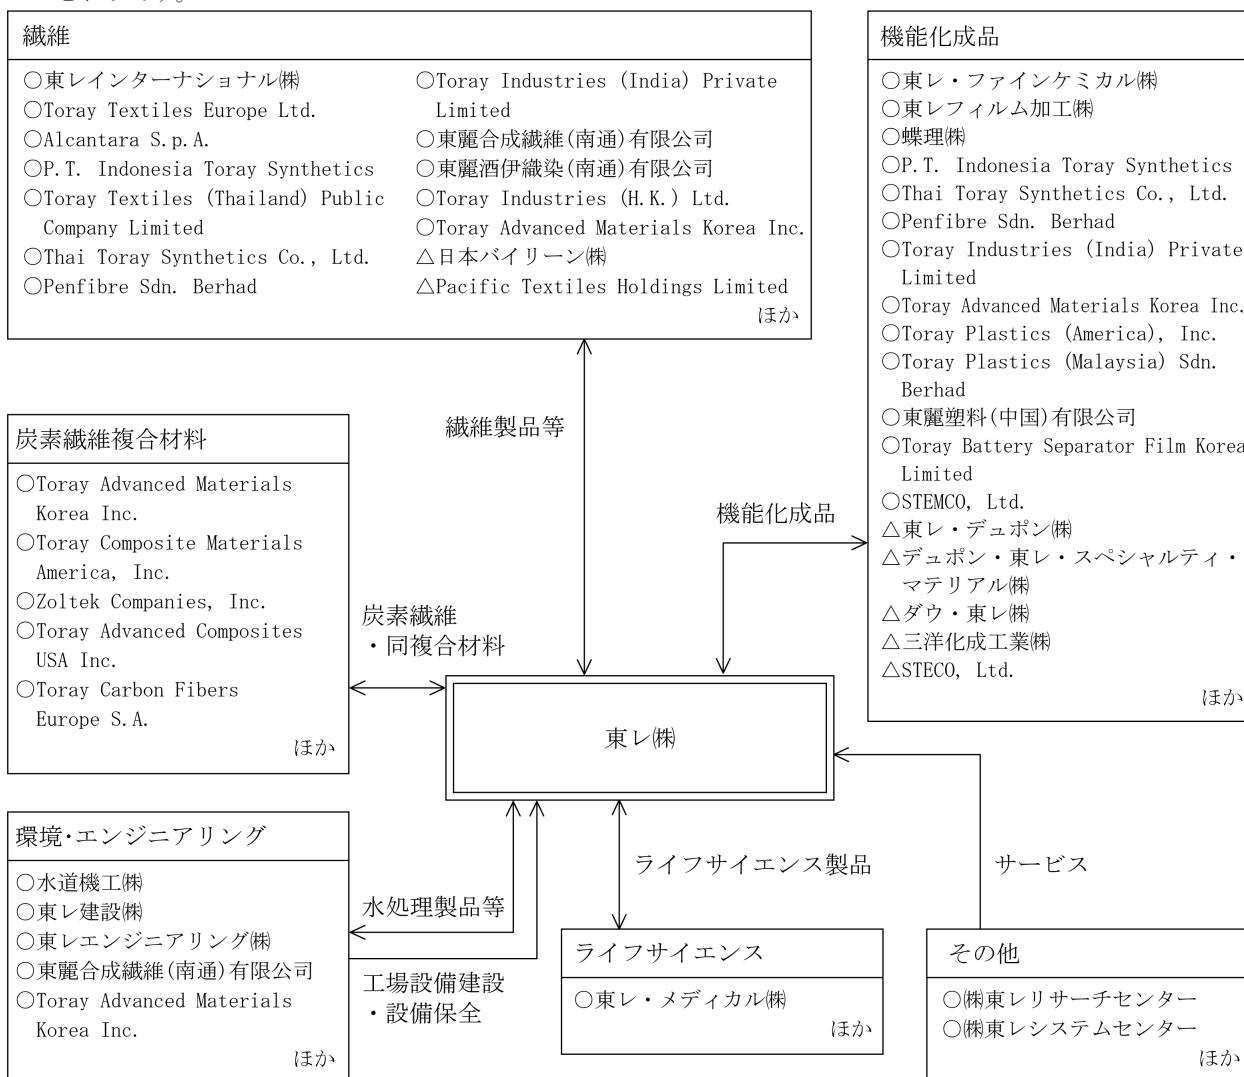 繊維
○東レインターナショナル㈱
○Toray Textiles Europe Ltd.
○Alcantara S.p.A.
○P.T. Indonesia Toray Synthetics
○Toray Textiles (Thailand) Public
Company Limited
○Thai Toray Synthetics Co., Ltd.
○Penfibre Sdn. Berhad
○Toray Industries (India) Private
Limited
○東麗合成繊維(南通)有限公司
○東麗酒伊織染(南通)有限公司
○Toray Industries (H.K.) Ltd.
○Toray Advanced Materials Korea Inc.
△日本バイリーン㈱
△Pacific Textiles Holdings Limited
ほか
機能化成品
○東レ・ファインケミカル㈱
○東レフィルム加工㈱
○蝶理㈱
○P.T. Indonesia Toray Synthetics
○Thai Toray Synthetics Co., Ltd.
○Penfibre Sdn. Berhad
○Toray Industries (India) Private
Limited
○Toray Advanced Materials Korea Inc.
○Toray Plastics (America), Inc.
○Toray Plastics (Malaysia) Sdn.
Berhad
○東麗塑料(中国)有限公司
○Toray Battery Separator Film Korea
Limited
○STEMCO, Ltd.
△東レ・デュポン㈱
△デュポン・東レ・スペシャルティ・
マテリアル㈱
△ダウ・東レ㈱
△三洋化成工業㈱
△STECO, Ltd.
ほか
繊維製品等
機能化成品
炭素繊維複合材料
○Toray Advanced Materials
Korea Inc.
○Toray Composite Materials
America, Inc.
○Zoltek Companies, Inc.
○Toray Advanced Composites
USA Inc.
○Toray Carbon Fibers
Europe S.A.
ほか
炭素繊維
・同複合材料
東レ㈱
環境・エンジニアリング
○水道機工㈱
○東レ建設㈱
○東レエンジニアリング㈱
○東麗合成繊維(南通)有限公司
○Toray Advanced Materials
Korea Inc.
ほか
水処理製品等
工場設備建設
・設備保全
ライフサイエンス製品
サービス
ライフサイエンス
○東レ・メディカル㈱
ほか
その他
○㈱東レリサーチセンター
○㈱東レシステムセンター
ほか